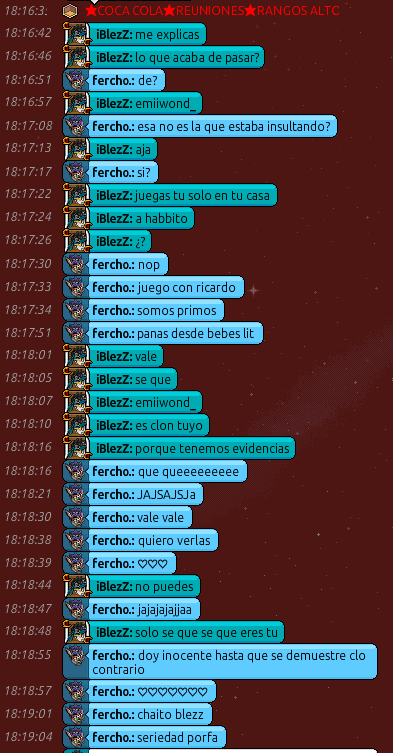 18:16:3: ★COCA COLA★REUNIONES★RANGOS ALTO
18:16:42 iBlezZ: me explicas
18:16:46 iBlezZ: lo que acaba de pasar?
18:16:51 fercho.: de?
18:16:57 iBlezZ: emiiwond_
18:17:08 fercho.: esa no es la que estaba insultando?
18:17:13 iBlezZ: aja
18:17:17 fercho.: si?
18:17:22 iBlezZ: juegas tu solo en tu casa
18:17:24 iBlezZ: a habbito
18:17:26 iBlezZ: ¿?
18:17:30 fercho.: nop
18:17:33 fercho.: juego con ricardo
18:17:34 fercho.: somos primos
18:17:51 fercho.: panas desde bebes lit
18:18:01 iBlezZ: vale
18:18:05 iBlezZ: se que
18:18:07 iBlezZ: emiiwond_
18:18:10 iBlezZ: es clon tuyo
18:18:16 iBlezZ: porque tenemos evidencias
18:18:16 fercho.: que queeeeeeeee
18:18:21 fercho.: JAJSAJSJa
18:18:30 fercho.: vale vale
18:18:38 fercho.: quiero verlas
18:18:39 fercho.: ♡♡♡
18:18:44 iBlezZ: no puedes
18:18:47 fercho.: jajajajajjaa
18:18:48 iBlezZ: solo se que se que eres tu
18:18:55 fercho.: doy inocente hasta que se demuestre clo
contrario
18:18:57 fercho.: ♡♡♡♡♡♡♡
18:19:01 fercho.: chaito blezz
18:19:04 fercho.: seriedad porfa